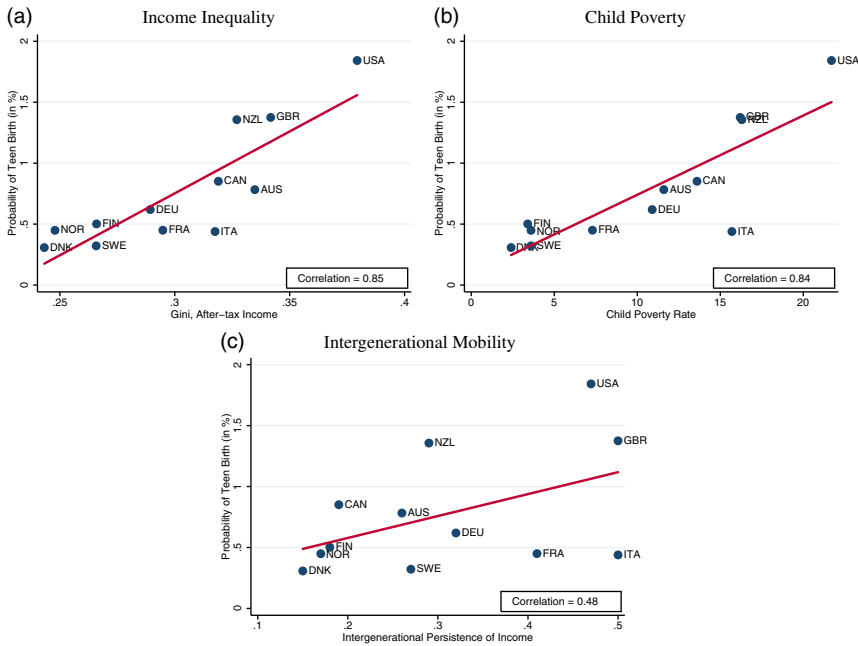 (a)
Income Inequality
Probability of Teen Birth (in %)
2
1.5
1
.5
0
USA
NZL
GBR
CAN
AUS
DEU
FIN
NOR
FRA
ITA
DNK
SWE
Correlation = 0.85
.25
.3
.35
.4
Gini, After-tax Income
(b)
Child Poverty
Probability of Teen Birth (in %)
2
1.5
1
.5
0
USA
GBR
NZL
CAN
AUS
DEU
FIN
NOR
FRA
ITA
DNK
SWE
Correlation = 0.84
0
5
10
15
20
Child Poverty Rate
(c)
Intergenerational Mobility
Probability of Teen Birth (in %)
2
1.5
1
.5
0
USA
GBR
NZL
CAN
AUS
DEU
FIN
NOR
FRA
ITA
DNK
SWE
Correlation = 0.48
.1
.2
.3
.4
.5
Intergenerational Persistence of Income